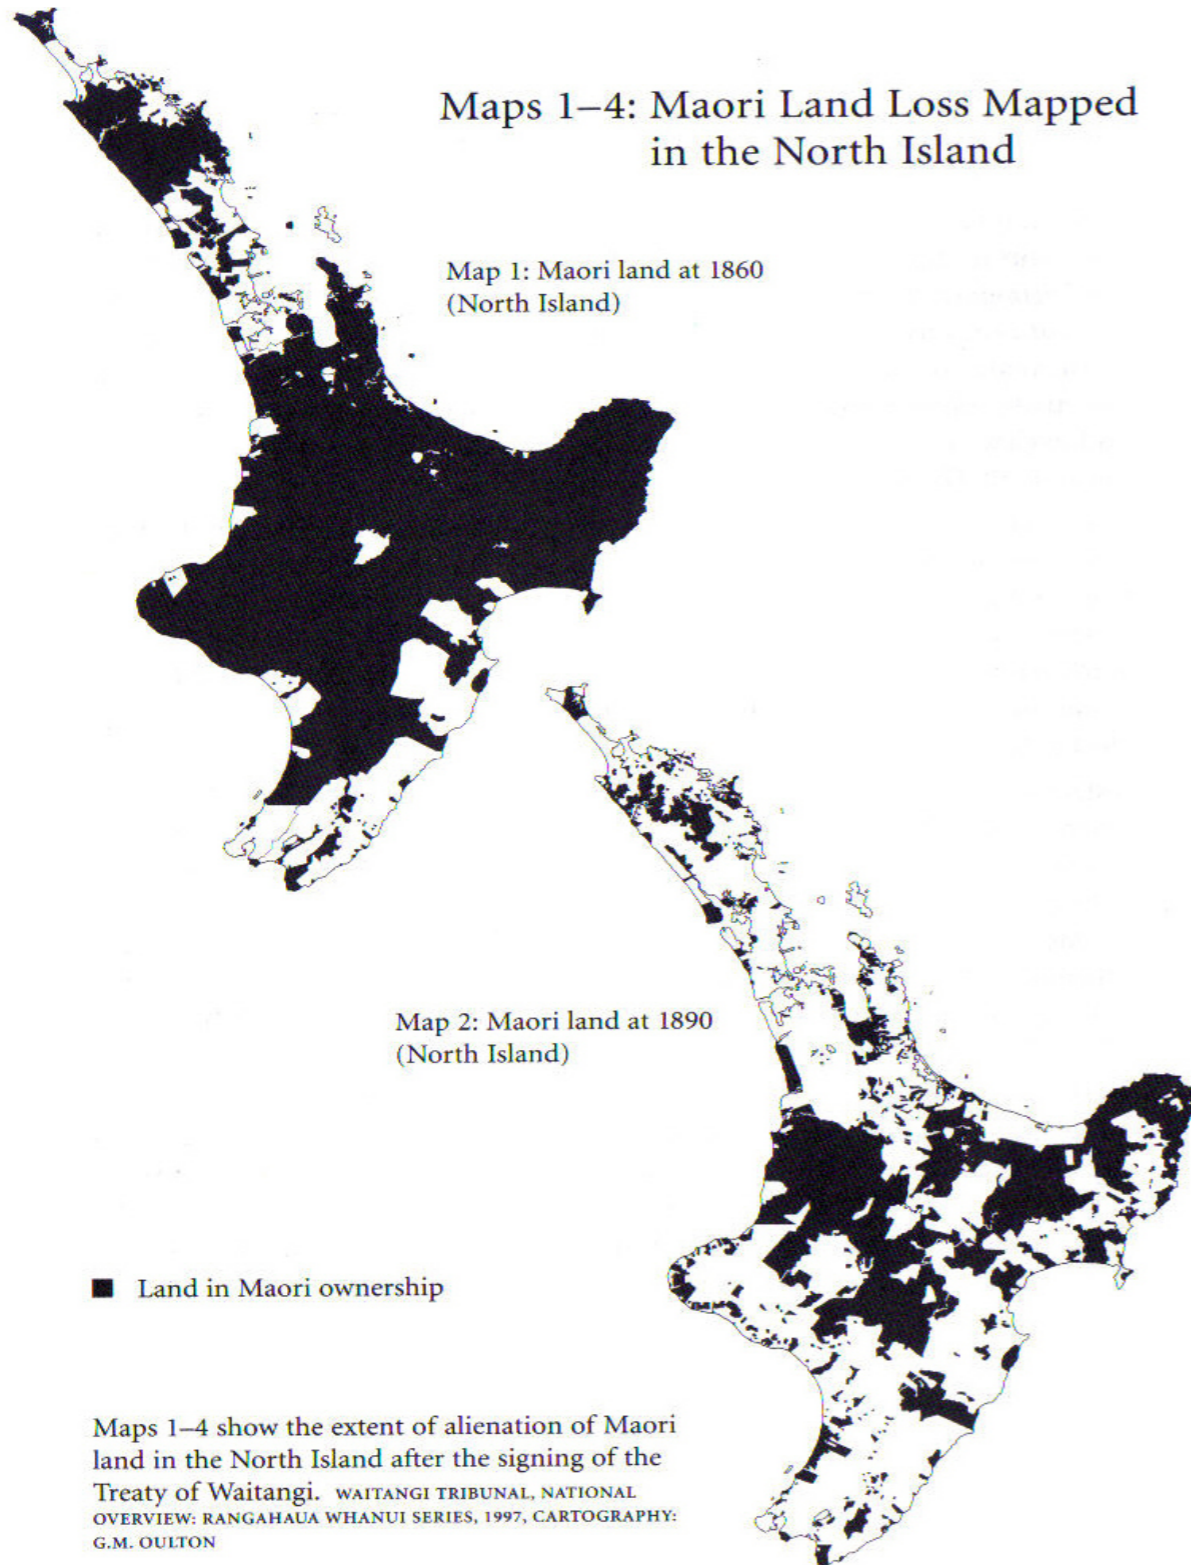 Maps 1–4: Maori Land Loss Mapped
in the North Island
Map 1: Maori land at 1860
(North Island)
Map 2: Maori land at 1890
(North Island)
Land in Maori ownership
Maps 1–4 show the extent of alienation of Maori
land in the North Island after the signing of the
Treaty of Waitangi. WAITANGI TRIBUNAL, NATIONAL
OVERVIEW: RANGAHAUA WHANUI SERIES, 1997, CARTOGRAPHY:
G.M. OULTON